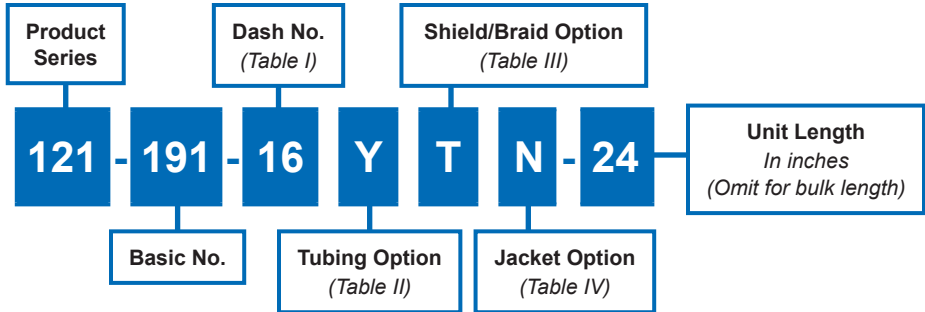 Product
Series
Dash No.
(Table I)
Shield/Braid Option
(Table III)
121 - 191 - 16 Y T N - 24
Unit Length
In inches
(Omit for bulk length)
Basic No.
Tubing Option
(Table II)
Jacket Option
(Table IV)